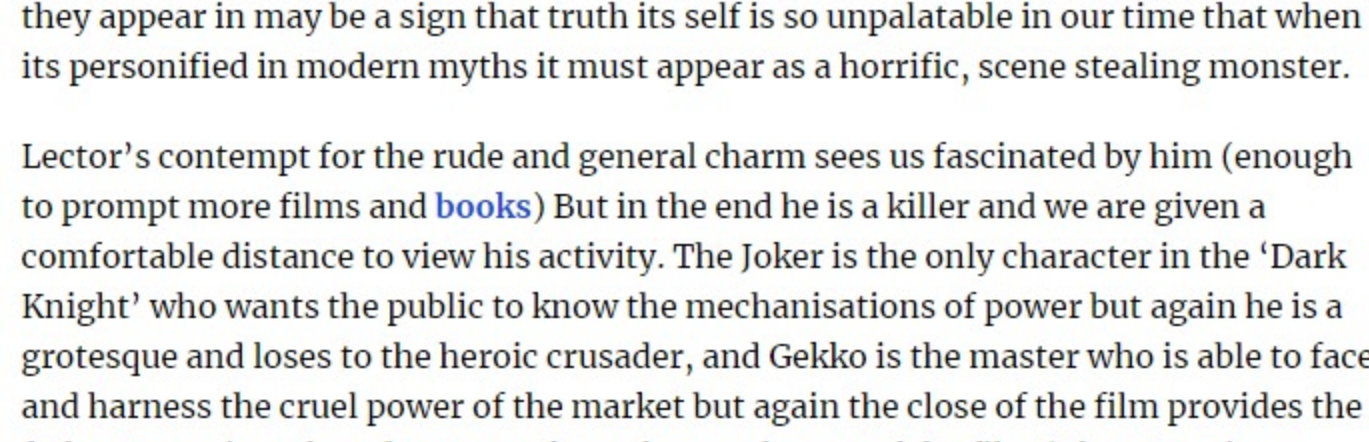 they appear in may be a sign that truth its self is so unpalatable in our time that when
its personified in modern myths it must appear as a horrific, scene stealing monster.
Lector’s contempt for the rude and general charm sees us fascinated by him (enough
to prompt more films and books) But in the end he is a killer and we are given a
comfortable distance to view his activity. The Joker is the only character in the ‘Dark
Knight’ who wants the public to know the mechanisations of power but again he is a
grotesque and loses to the heroic crusader, and Gekko is the master who is able to face
and harness the cruel power of the market but again the close of the film provides the